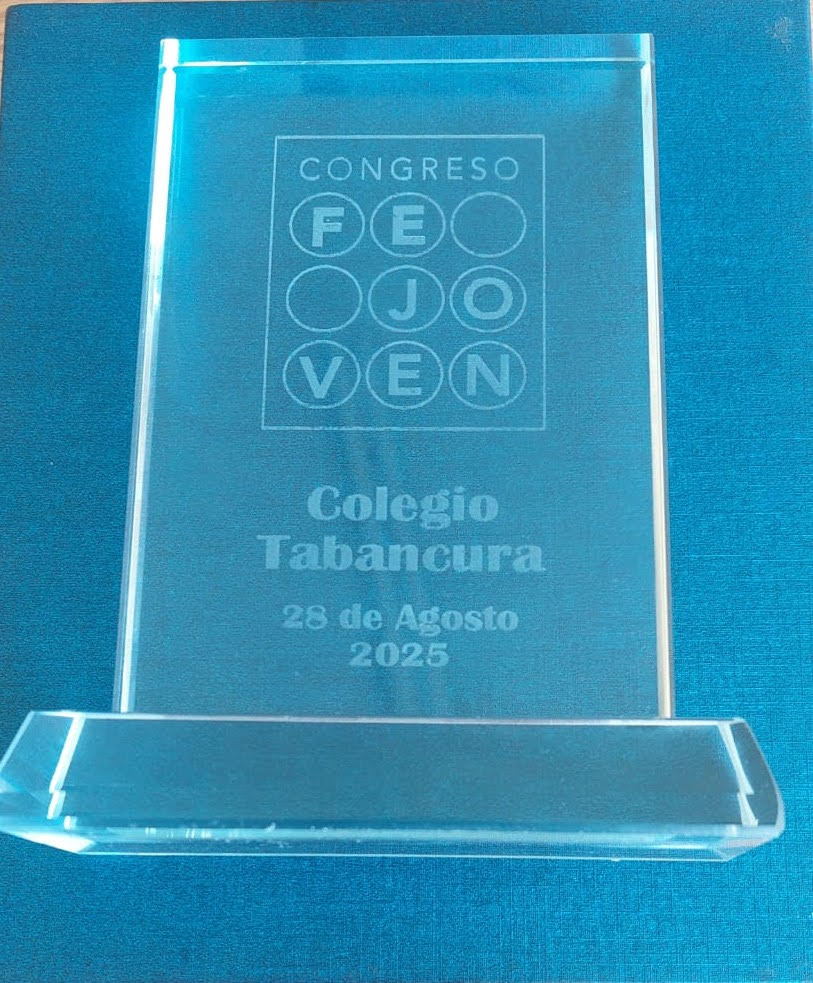 CONGRESO
FE
JO
VEN
Colegio
Tabancura
28 de Agosto
2025